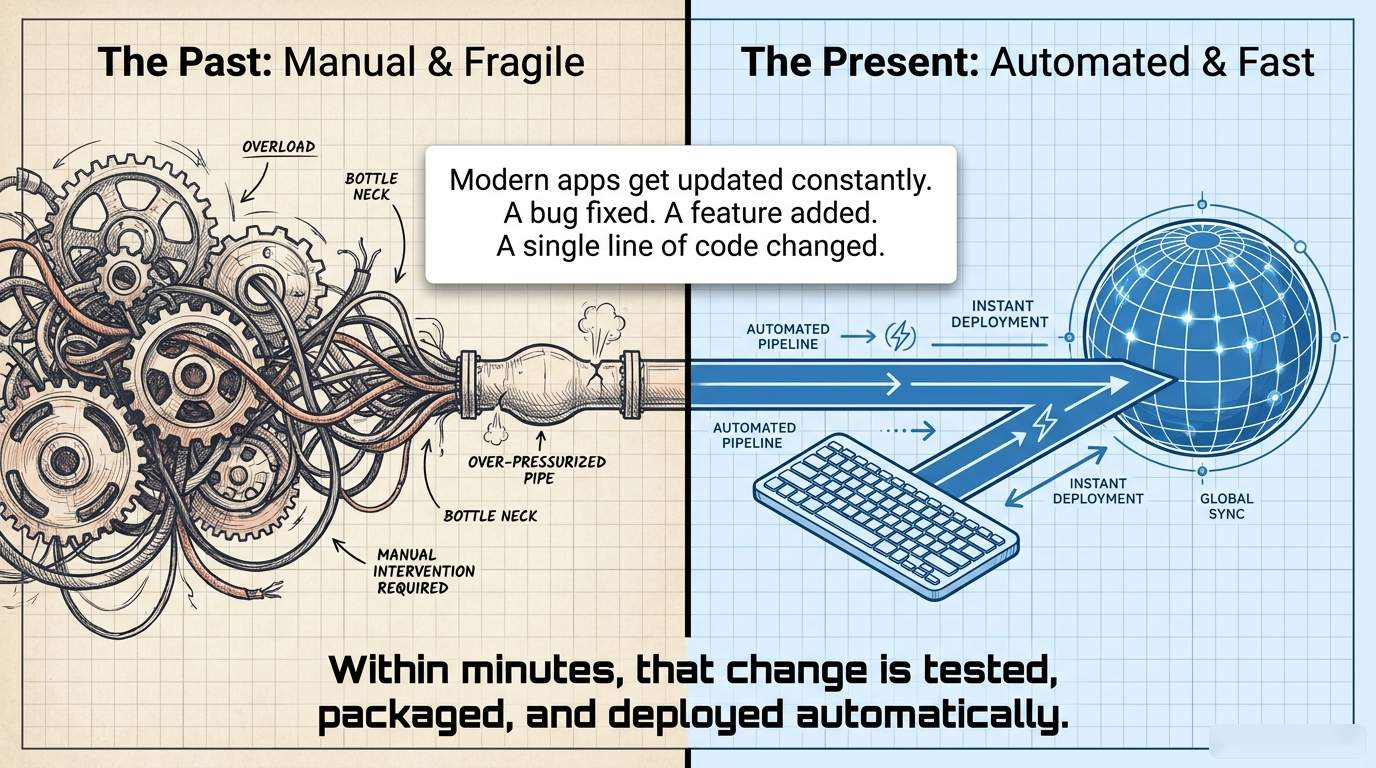 The Past: Manual & Fragile
The Present: Automated & Fast
Modern apps get updated constantly.
A bug fixed. A feature added.
A single line of code changed.
OVERLOAD
BOTTLE
NECK
OVER-PRESSURIZED
PIPE
BOTTLE NECK
MANUAL
INTERVENTION
REQUIRED
AUTOMATED
PIPELINE
INSTANT
DEPLOYMENT
AUTOMATED
PIPELINE
INSTANT
DEPLOYMENT
GLOBAL
SYNC
Within minutes, that change is tested,
packaged, and deployed automatically.